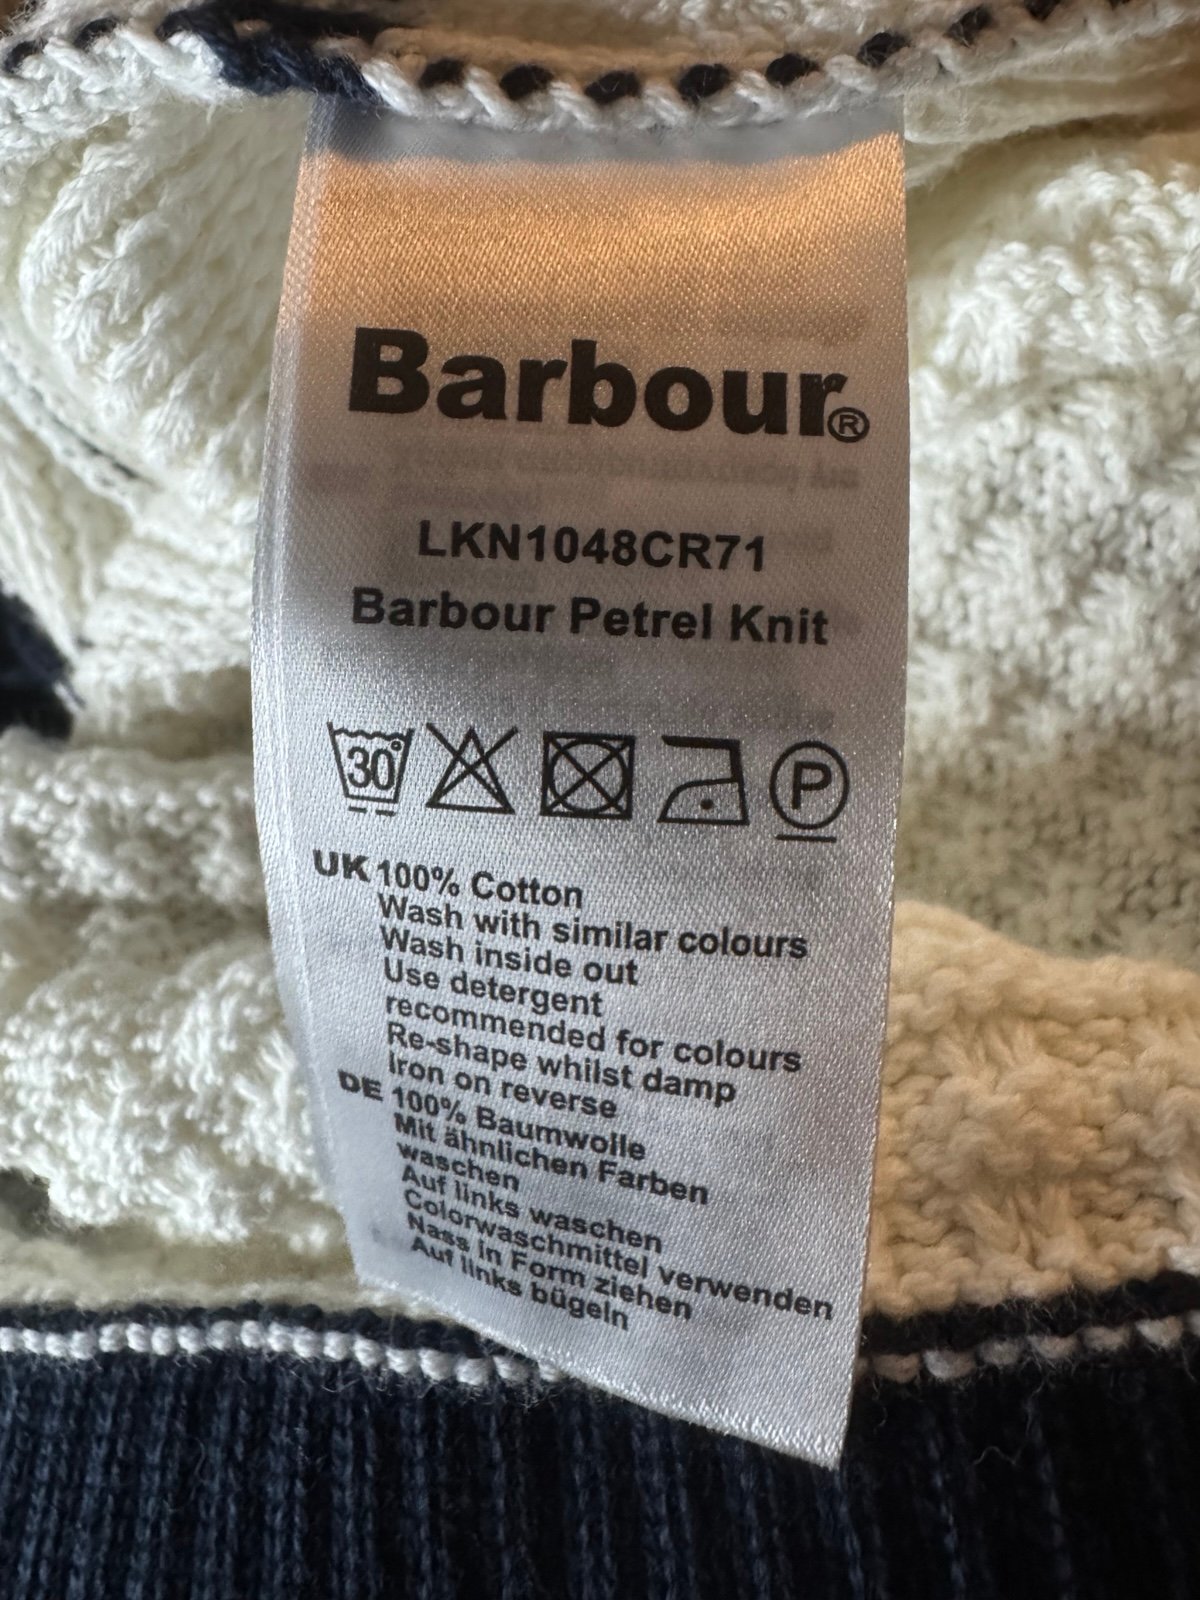 Barbour®
LKN1048CR71
Barbour Petrel Knit
30° P
UK 100% Cotton
Wash with similar colours
Wash inside out
Use detergent
recommended for colours
Re-shape whilst damp
Iron on reverse
DE 100% Baumwolle
Mit ähnlichen Farben
waschen
Auf links waschen
Colorwaschmittel verwenden
Nass in Form ziehen
Auf links bügeln